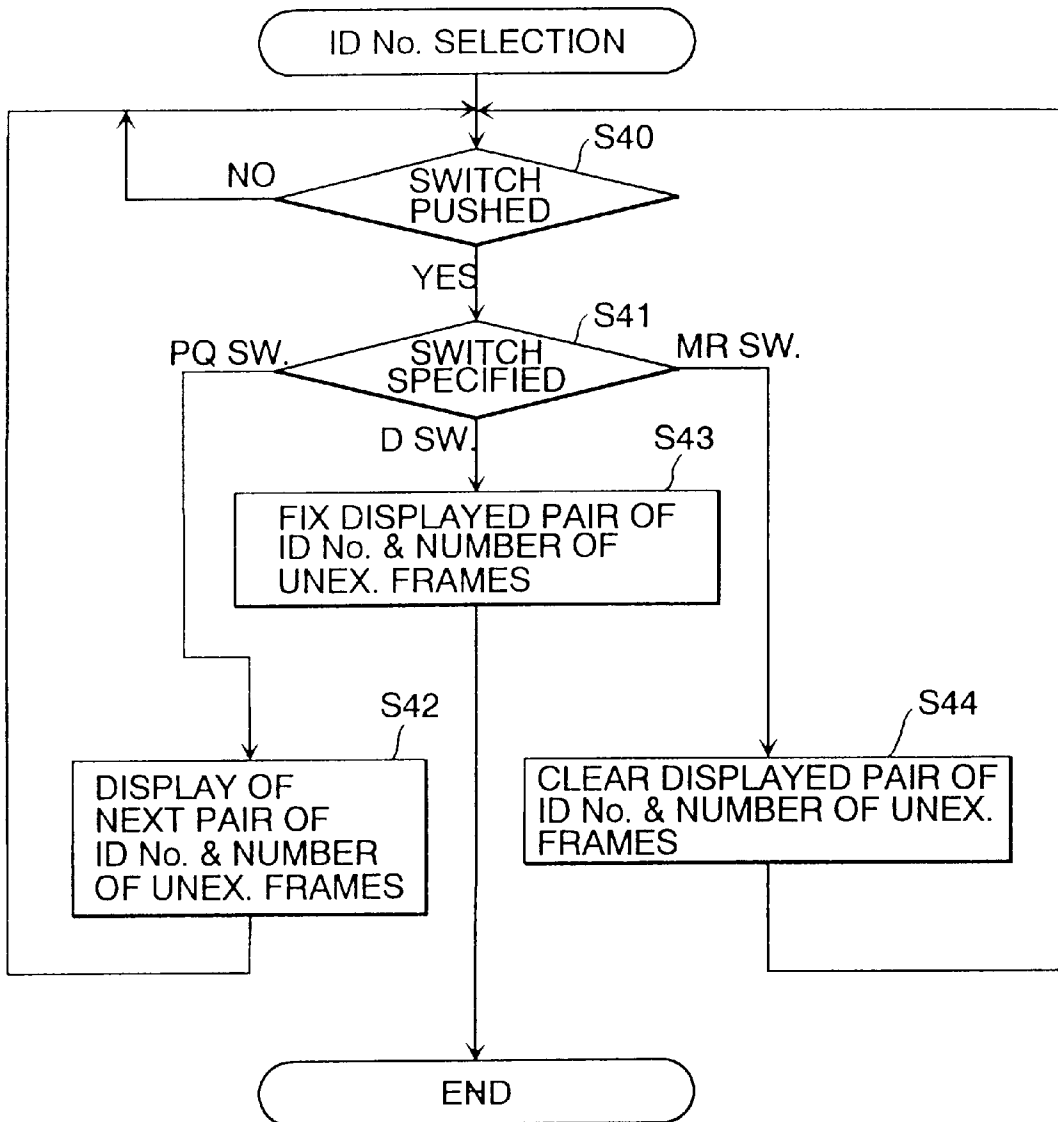 ID No. SELECTION
S40
NO
SWITCH
PUSHED
YES
S41
PQ SW.
SWITCH
SPECIFIED
MR SW.
D SW.
S43
FIX DISPLAYED PAIR OF
ID No. & NUMBER OF
UNEX. FRAMES
S42
DISPLAY OF
NEXT PAIR OF
ID No. & NUMBER
OF UNEX. FRAMES
S44
CLEAR DISPLAYED PAIR OF
ID No. & NUMBER OF UNEX.
FRAMES
END